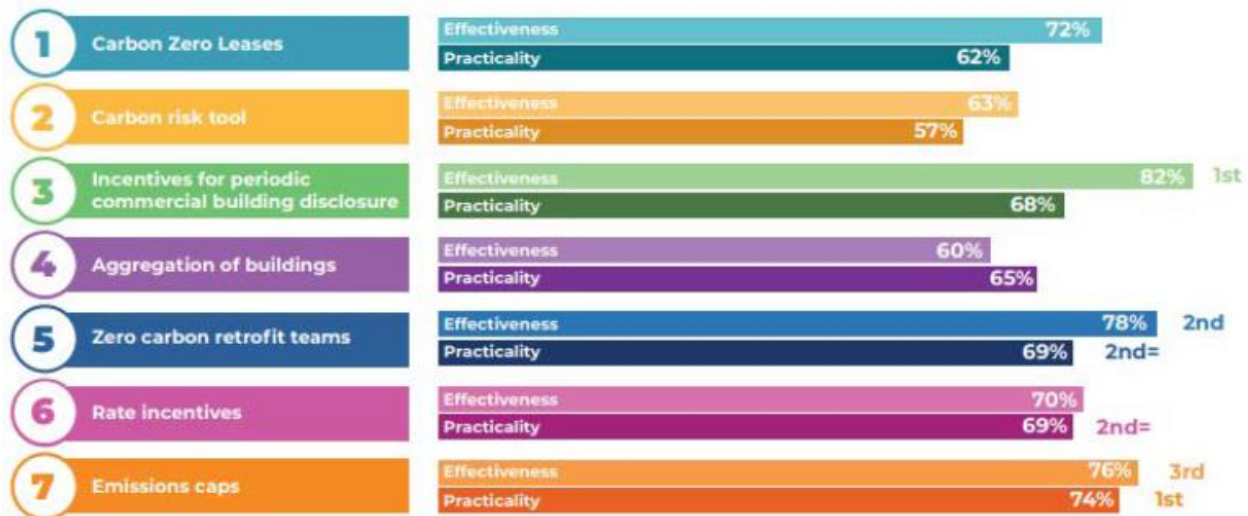 1 Carbon Zero Leases
Effectiveness 72%
Practicality 62%
2 Carbon risk tool
Effectiveness 63%
Practicality 57%
3 Incentives for periodic
commercial building disclosure
Effectiveness 82% 1st
Practicality 68%
4 Aggregation of buildings
Effectiveness 60%
Practicality 65%
5 Zero carbon retrofit teams
Effectiveness 78% 2nd
Practicality 69% 2nd=
6 Rate incentives
Effectiveness 70%
Practicality 69% 2nd=
7 Emissions caps
Effectiveness 76% 3rd
Practicality 74% 1st